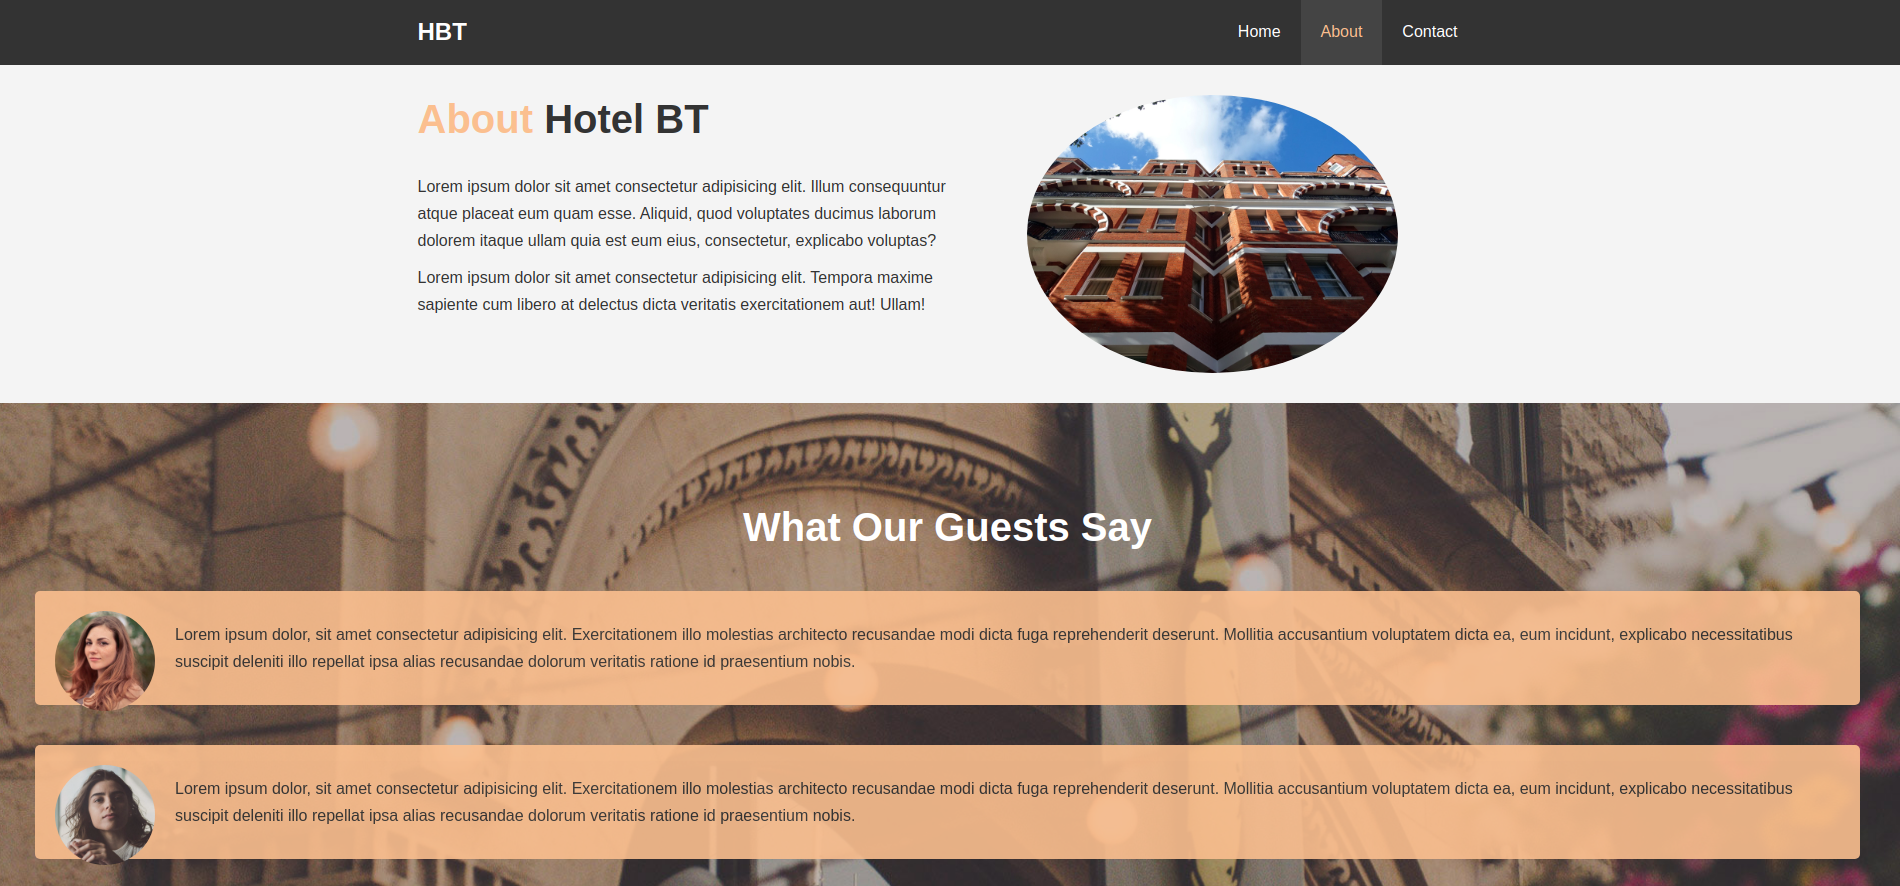 HBT
Home
About
Contact
About Hotel BT
Lorem ipsum dolor sit amet consectetur adipisicing elit. Illum consequuntur
atque placeat eum quam esse. Aliquid, quod voluptates ducimus laborum
dolorem itaque ullam quia est eum eius, consectetur, explicabo voluptas?
Lorem ipsum dolor sit amet consectetur adipisicing elit. Tempora maxime
sapiente cum libero at delectus dicta veritatis exercitationem aut! Ullam!
What Our Guests Say
Lorem ipsum dolor, sit amet consectetur adipisicing elit. Exercitationem illo molestias architecto recusandae modi dicta fuga reprehenderit deserunt. Mollitia accusantium voluptatem dicta ea, eum incidunt, explicabo necessitatibus
suscipit deleniti illo repellat ipsa alias recusandae dolorum veritatis ratione id praesentium nobis.
Lorem ipsum dolor, sit amet consectetur adipisicing elit. Exercitationem illo molestias architecto recusandae modi dicta fuga reprehenderit deserunt. Mollitia accusantium voluptatem dicta ea, eum incidunt, explicabo necessitatibus
suscipit deleniti illo repellat ipsa alias recusandae dolorum veritatis ratione id praesentium nobis.